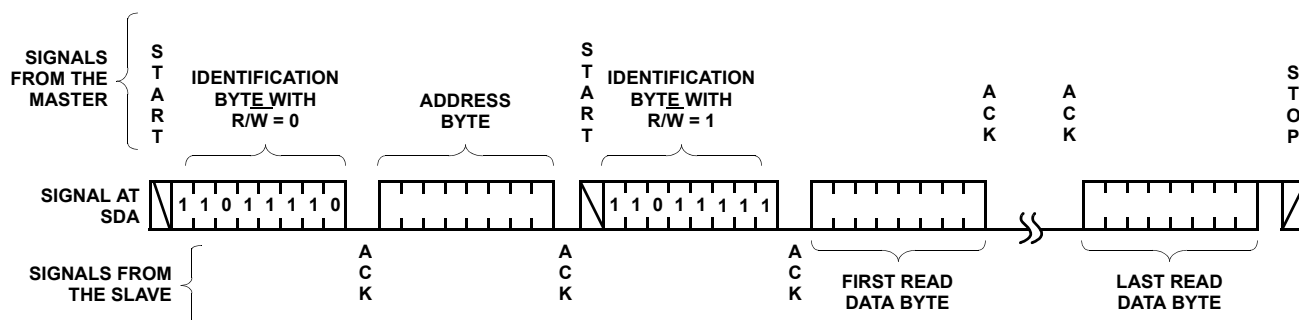 SIGNALS
FROM THE
MASTER
START
IDENTIFICATION
BYTE WITH
R/W = 0
ADDRESS
BYTE
START
IDENTIFICATION
BYTE WITH
R/W = 1
ACK
ACK
STOP
SIGNAL AT
SDA
1 1 0 1 1 1 1 0
1 1 0 1 1 1 1 1
SIGNALS FROM
THE SLAVE
ACK
ACK
ACK
FIRST READ
DATA BYTE
LAST READ
DATA BYTE